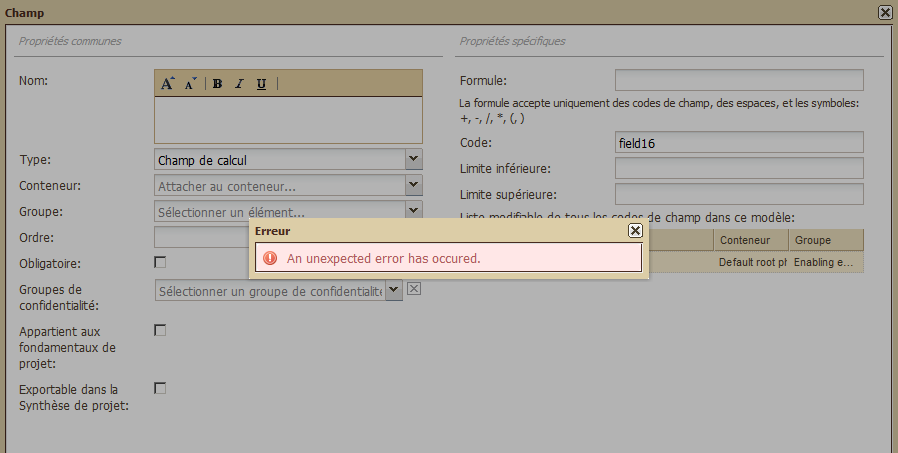 Champ
Propriétés communes
Nom:
A A B I U
Type:
Champ de calcul
Conteneur:
Attacher au conteneur...
Groupe:
Sélectionner un élément...
Ordre:
Obligatoire:
Groupes de
confidentialité:
Sélectionner un groupe de confidentialité
Appartient aux
fondamentaux de
projet:
Exportable dans la
Synthèse de projet:
Propriétés spécifiques
Formule:
La formule accepte uniquement des codes de champ, des espaces, et les symboles:
+, -, /, *, (, )
Code:
field16
Limite inférieure:
Limite supérieure:
Liste modifiable de tous les codes de champ dans ce modèle:
Conteneur Groupe
Default root ph Enabling e...
Erreur
An unexpected error has occured.